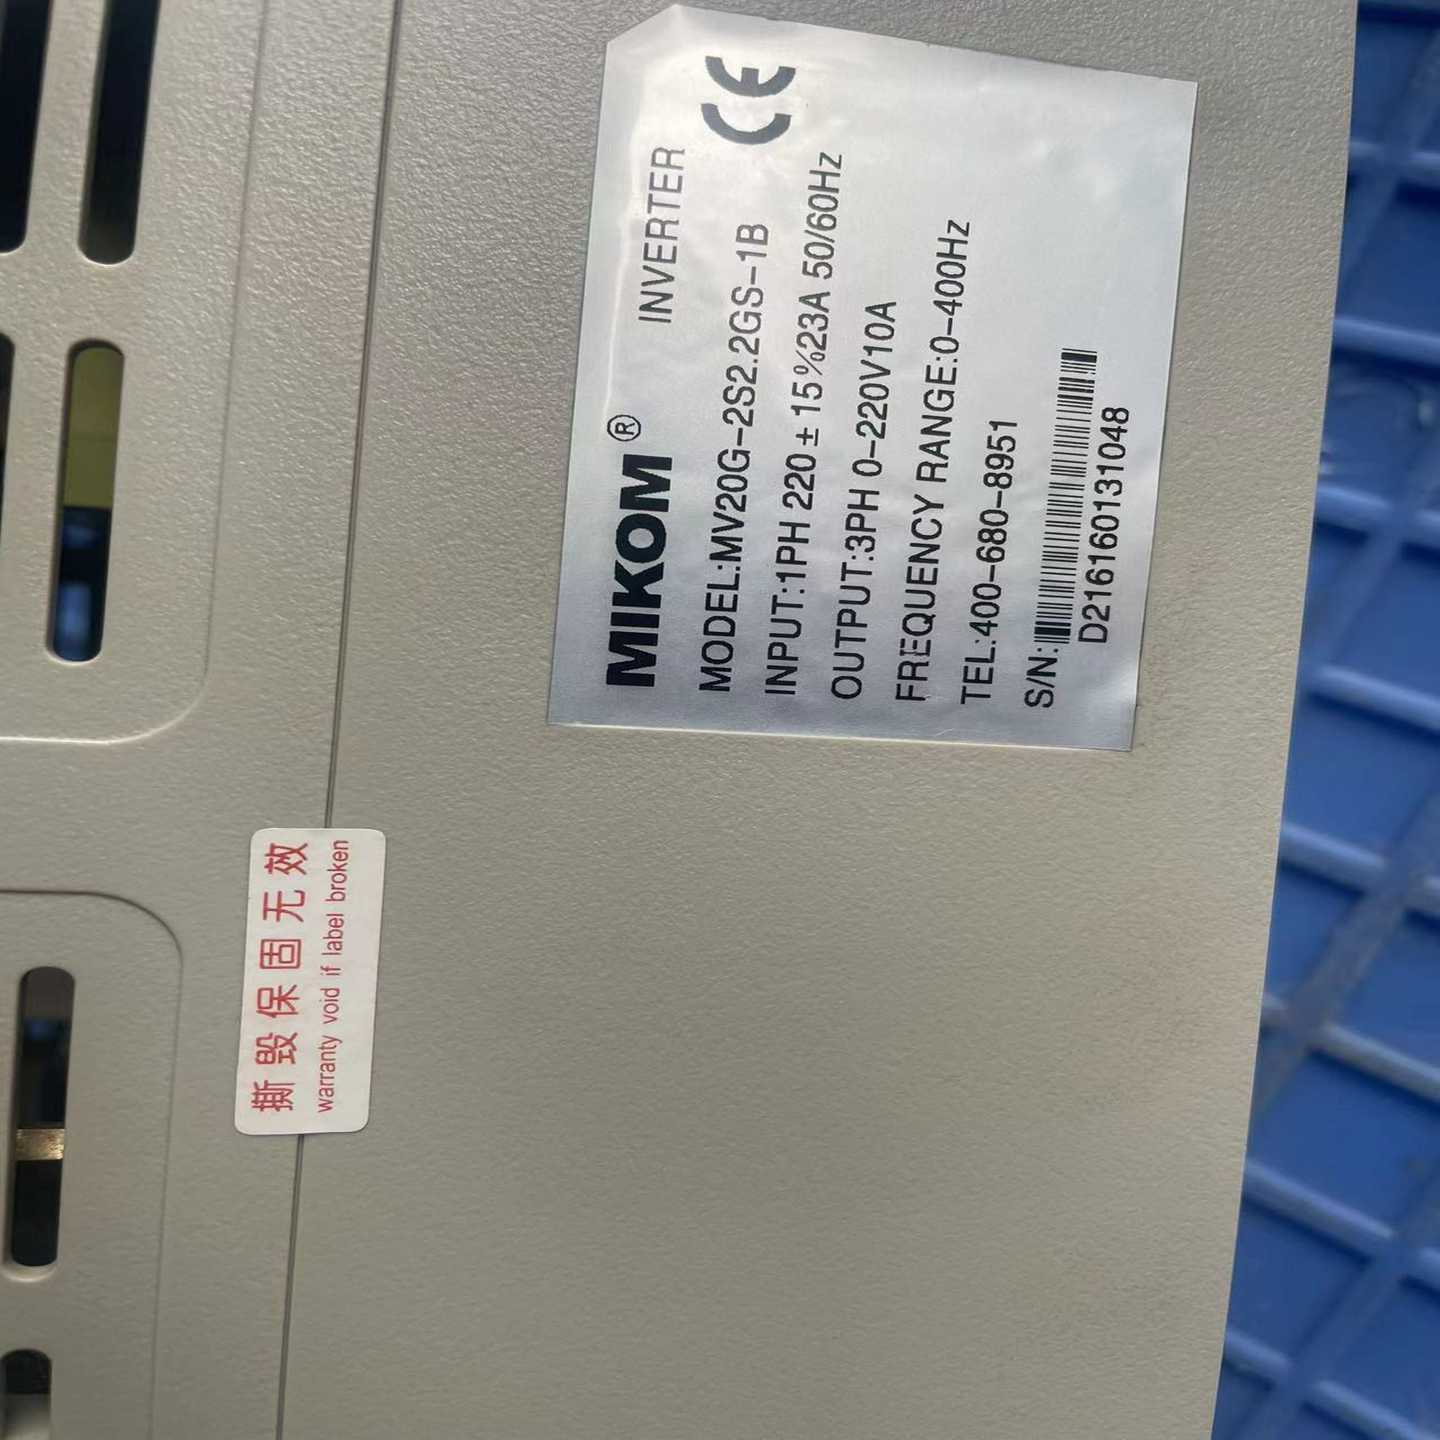 MIKOM® INVERTER CE
MODEL:MV20G-2S2.2GS-1B
INPUT:1PH 220±15%23A 50/60Hz
OUTPUT:3PH 0-220V10A
FREQUENCY RANGE:0-400Hz
TEL:400-680-8951
S/N:
D216160131048
撕毁保固无效
warranty void if label broken